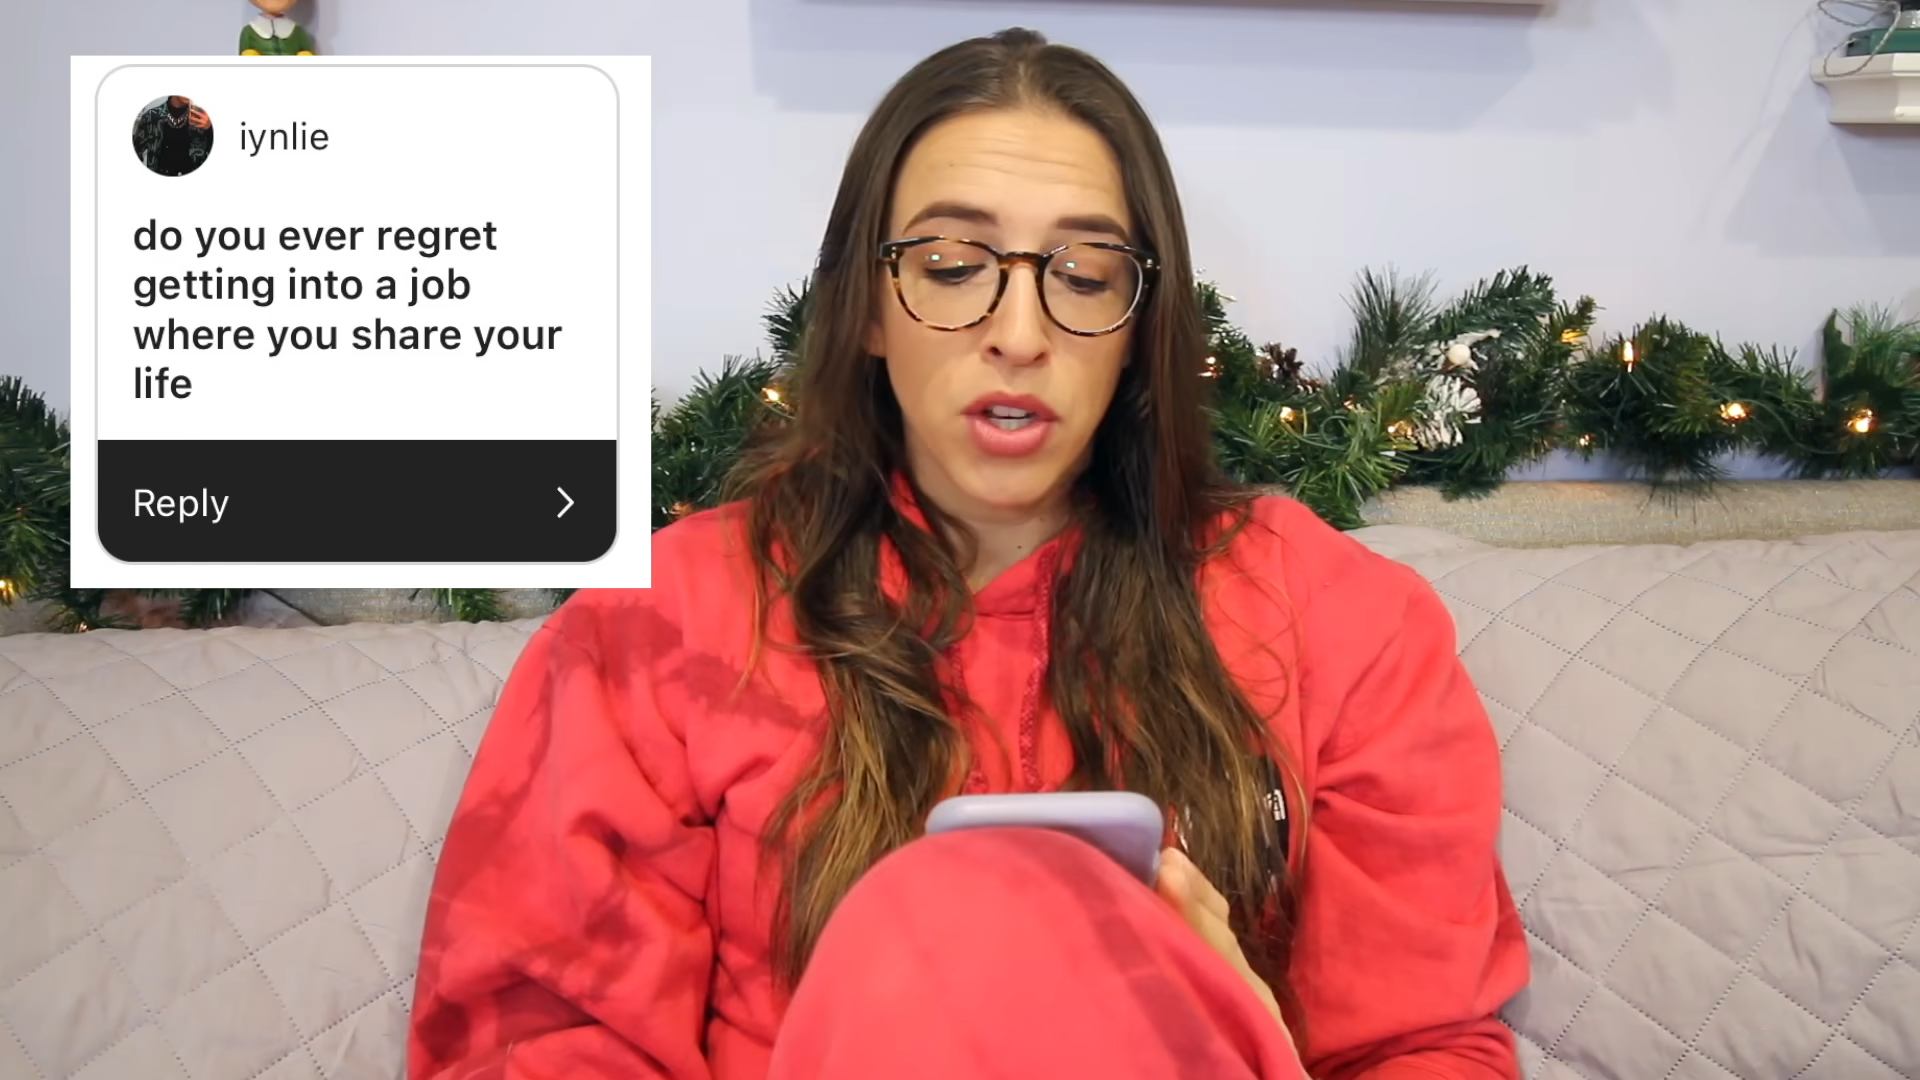 iynlie
do you ever regret
getting into a job
where you share your
life
Reply